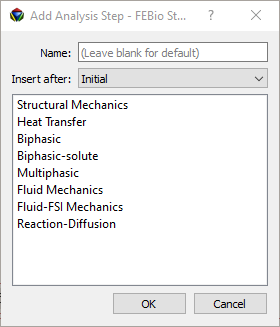 Add Analysis Step - FEBio St... ? ×
Name: (Leave blank for default)
Insert after: Initial
Structural Mechanics
Heat Transfer
Biphasic
Biphasic-solute
Multiphasic
Fluid Mechanics
Fluid-FSI Mechanics
Reaction-Diffusion
OK Cancel